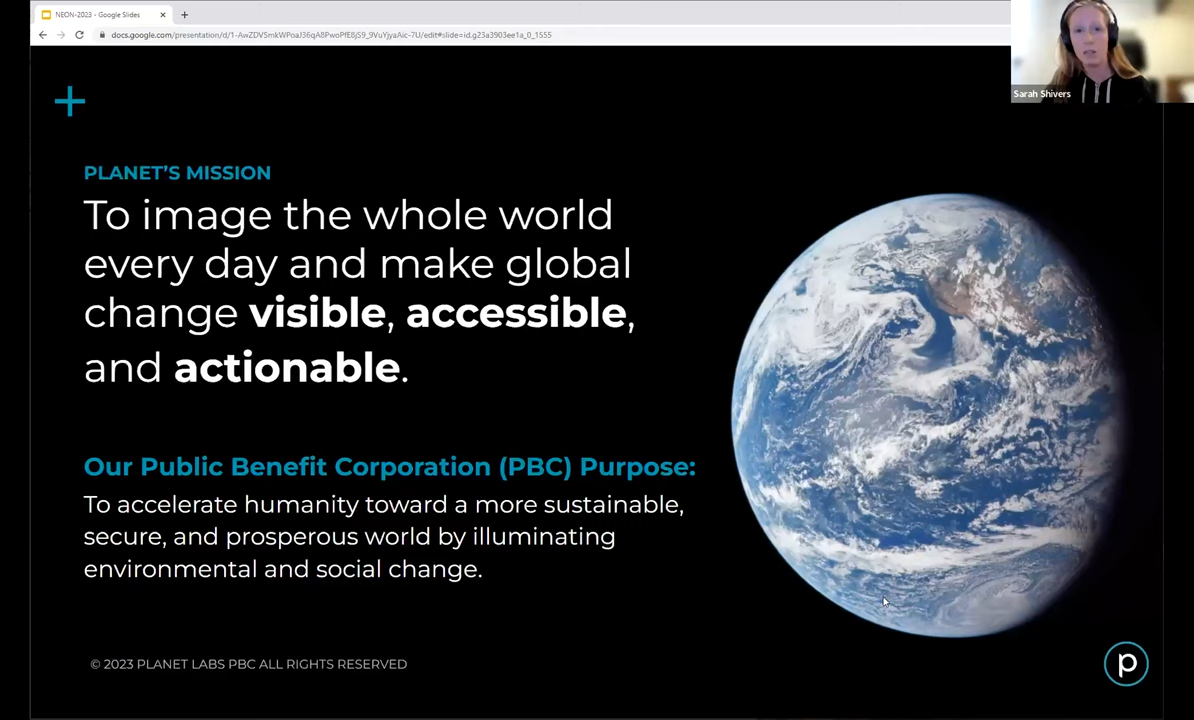 NEON-2023 - Google Slides
docs.google.com/presentation/d/1-AwZDVSmkWPoaJ36qA8PwoPfE8jS9_9VuYjyaAic-7U/edit#slide=id.g23a3903ee1a_0_1555
Sarah Shivers
PLANET'S MISSION
To image the whole world
every day and make global
change visible, accessible,
and actionable.
Our Public Benefit Corporation (PBC) Purpose:
To accelerate humanity toward a more sustainable,
secure, and prosperous world by illuminating
environmental and social change.
© 2023 PLANET LABS PBC ALL RIGHTS RESERVED
p